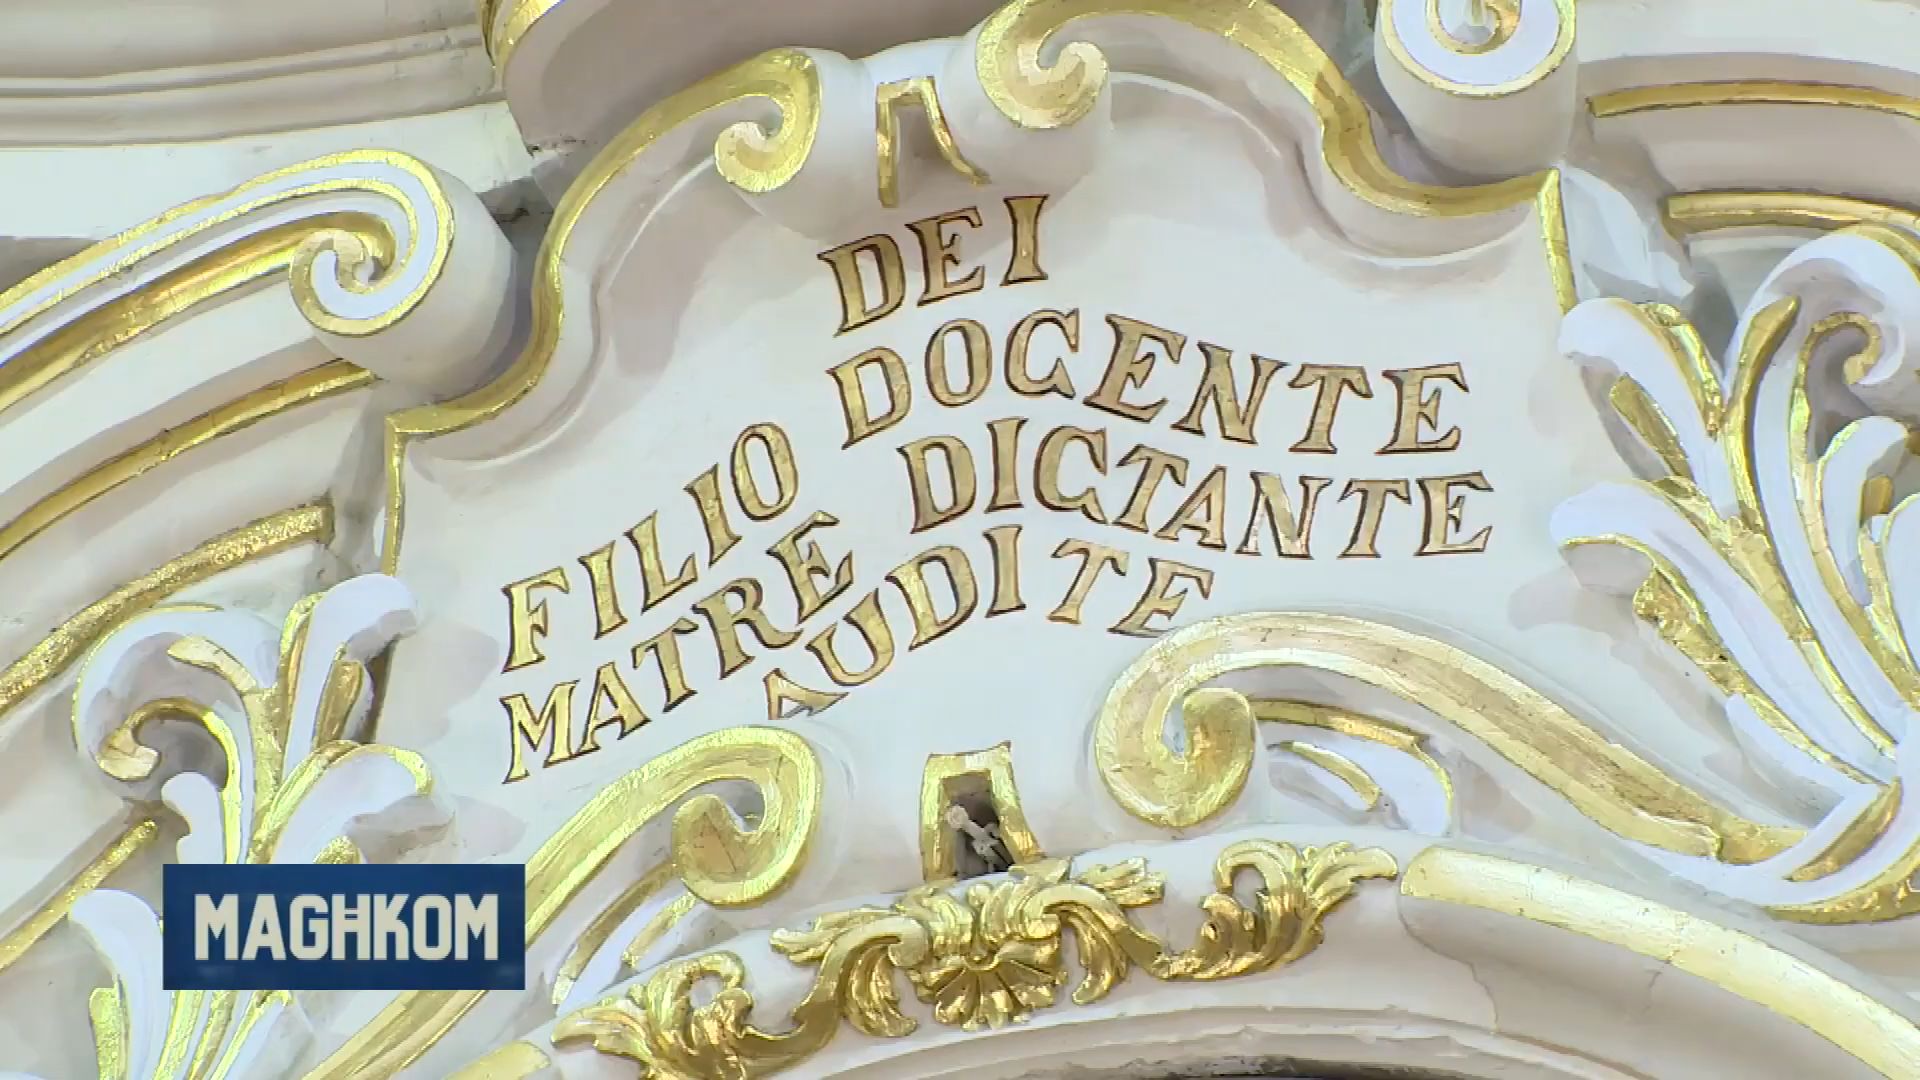 DEI
FILIO DOCENTE
MATRE DICTANTE
AUDITE
MAGĦKOM